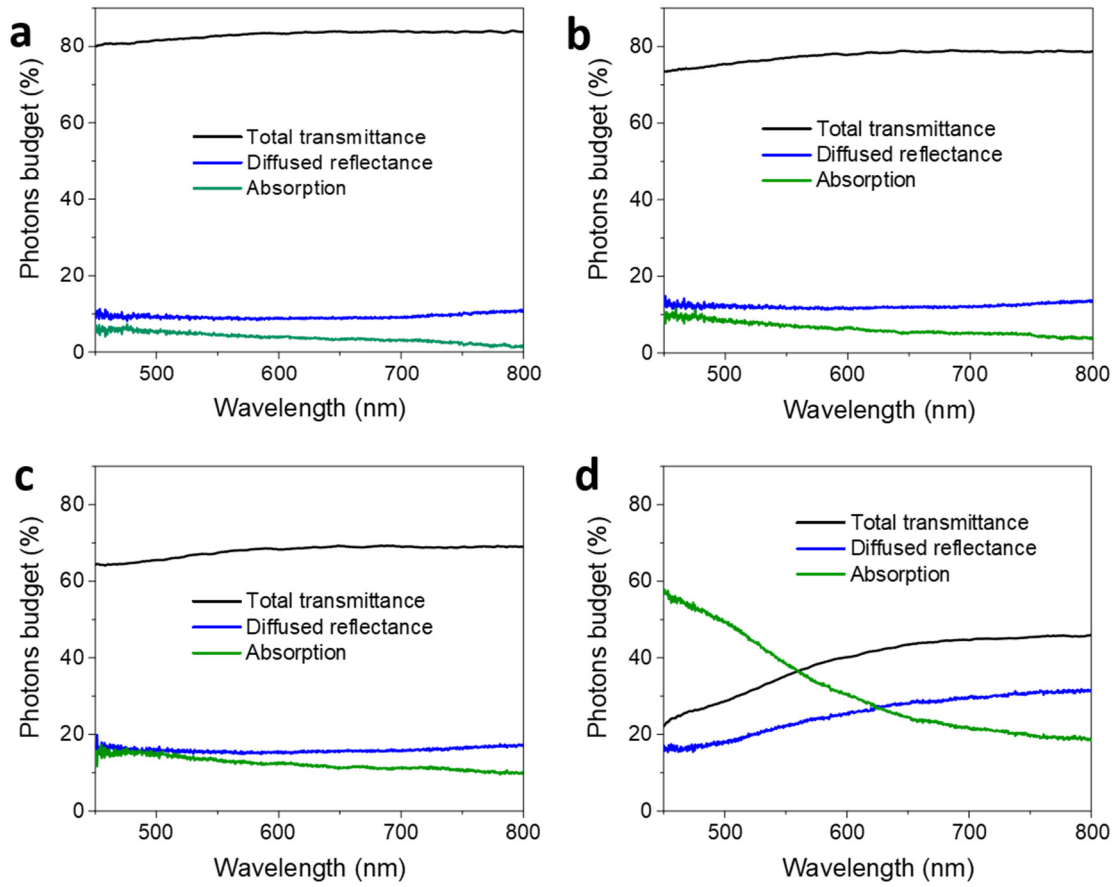 a
Photons budget (%)
80
60
40
20
0
Total transmittance
Diffused reflectance
Absorption
500 600 700 800
Wavelength (nm)
b
Photons budget (%)
80
60
40
20
0
Total transmittance
Diffused reflectance
Absorption
500 600 700 800
Wavelength (nm)
c
Photons budget (%)
80
60
40
20
0
Total transmittance
Diffused reflectance
Absorption
500 600 700 800
Wavelength (nm)
d
Photons budget (%)
80
60
40
20
0
Total transmittance
Diffused reflectance
Absorption
500 600 700 800
Wavelength (nm)